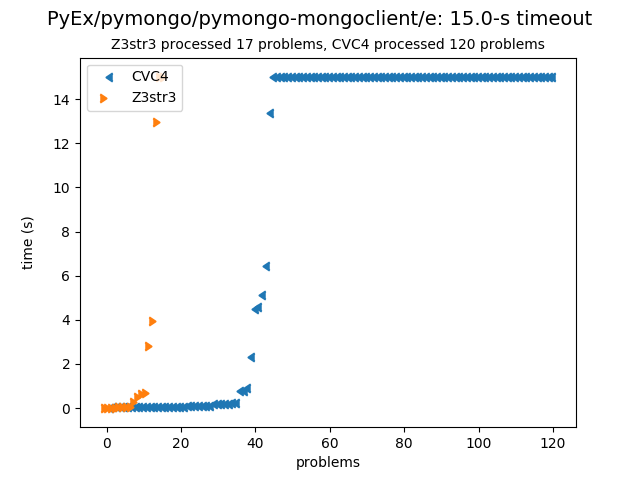 PyEx/pymongo/pymongo-mongoclient/e: 15.0-s timeout
Z3str3 processed 17 problems, CVC4 processed 120 problems
CVC4
Z3str3
14
12
10
8
6
4
2
0
time (s)
0 20 40 60 80 100 120
problems